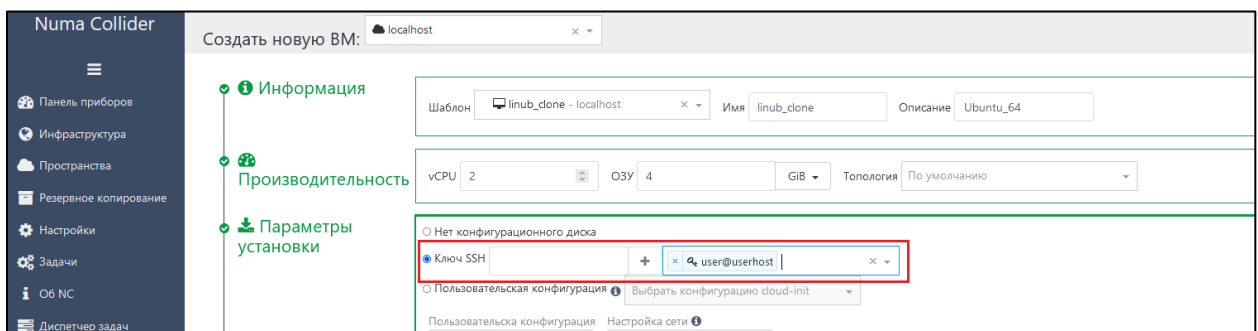 Numa Collider
Создать новую ВМ: localhost
Панель приборов
Инфраструктура
Пространства
Резервное копирование
Настройки
Задачи
Об NC
Диспетчер задач
Информация
Шаблон linub_clone - localhost Имя linub_clone Описание Ubuntu_64
Производительность
vCPU 2 ОЗУ 4 GiB Топология По умолчанию
Параметры
установки
Нет конфигурационного диска
Ключ SSH user@userhost
Пользовательская конфигурация Выбрать конфигурацию cloud-init
Пользовательска конфигурация Настройка сети